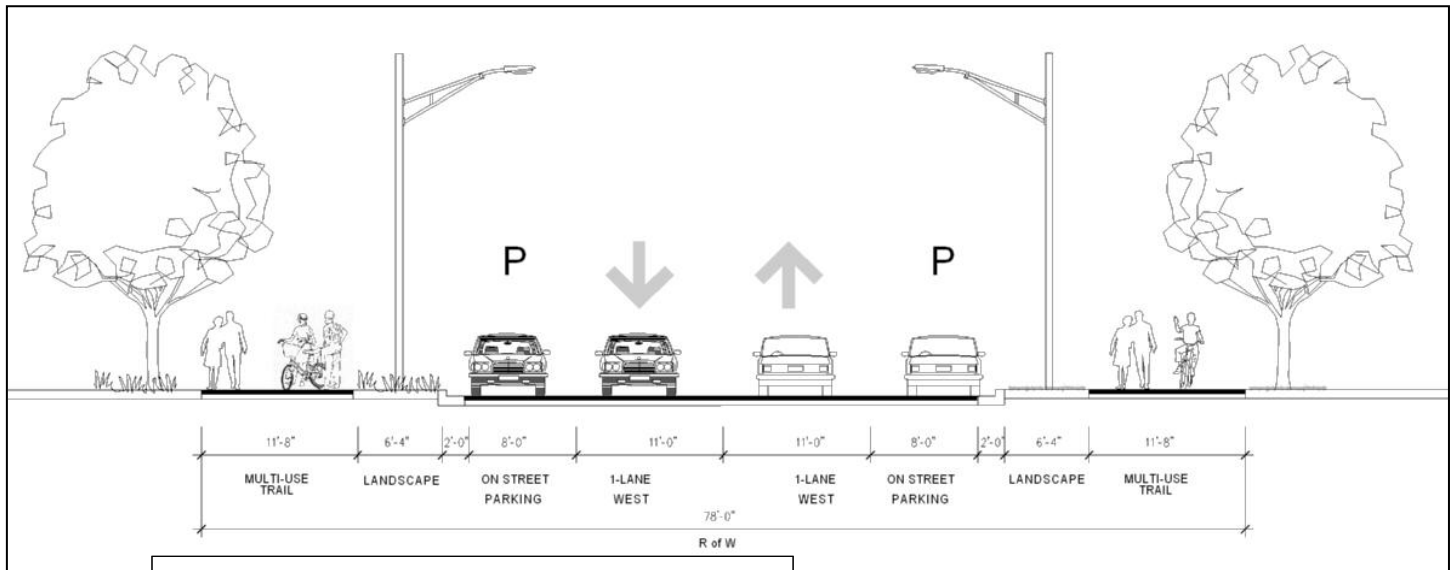 P P
11'-8" 6'-4" 2'-0" 8'-0" 11'-0" 11'-0" 8'-0" 2'-0" 6'-4" 11'-8"
MULTI-USE TRAIL
LANDSCAPE
ON STREET PARKING
1-LANE WEST
1-LANE WEST
ON STREET PARKING
LANDSCAPE
MULTI-USE TRAIL
78'-0"
R of W